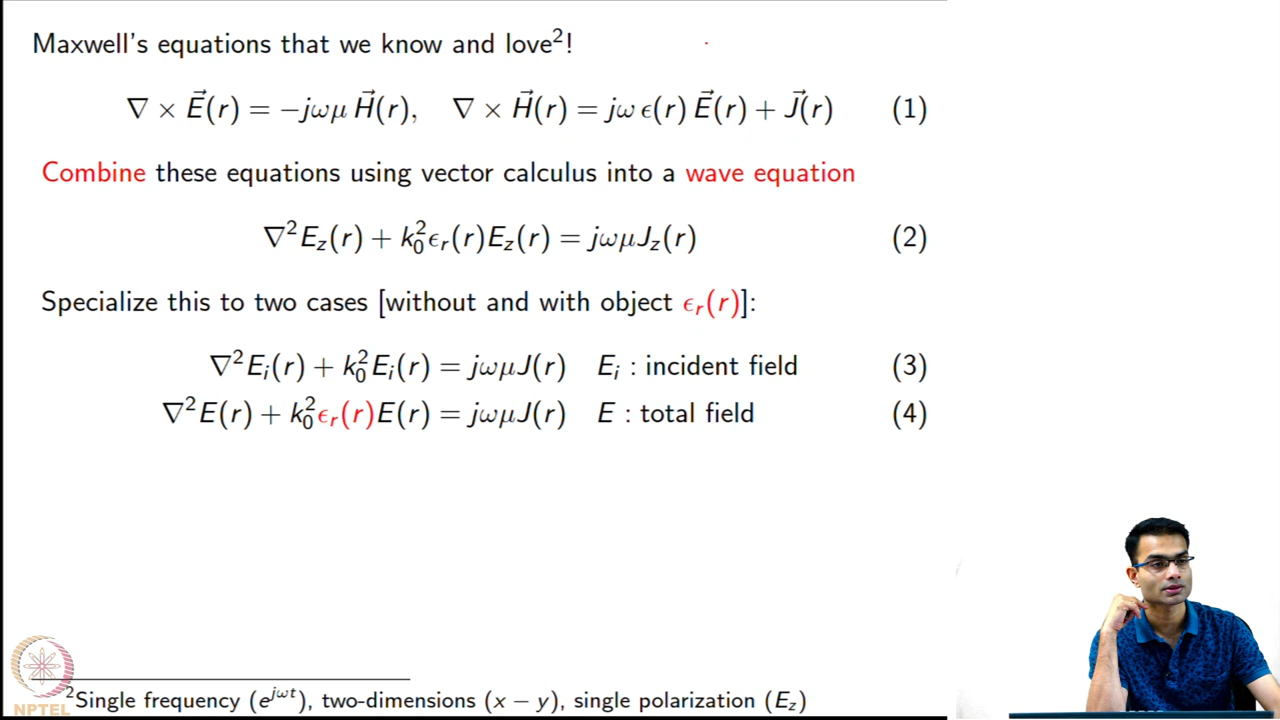 Maxwell's equations that we know and love²!
∇ × E⃗(r) = −jωμ H⃗(r), ∇ × H⃗(r) = jω ϵ(r) E⃗(r) + J⃗(r) (1)
Combine these equations using vector calculus into a wave equation
∇²E_z(r) + k₀²ϵ_r(r)E_z(r) = jωμJ_z(r) (2)
Specialize this to two cases [without and with object ϵ_r(r)]:
∇²E_i(r) + k₀²E_i(r) = jωμJ(r) E_i : incident field (3)
∇²E(r) + k₀²ϵ_r(r)E(r) = jωμJ(r) E : total field (4)
²Single frequency (e^{jωt}), two-dimensions (x − y), single polarization (E_z)
NPTEL